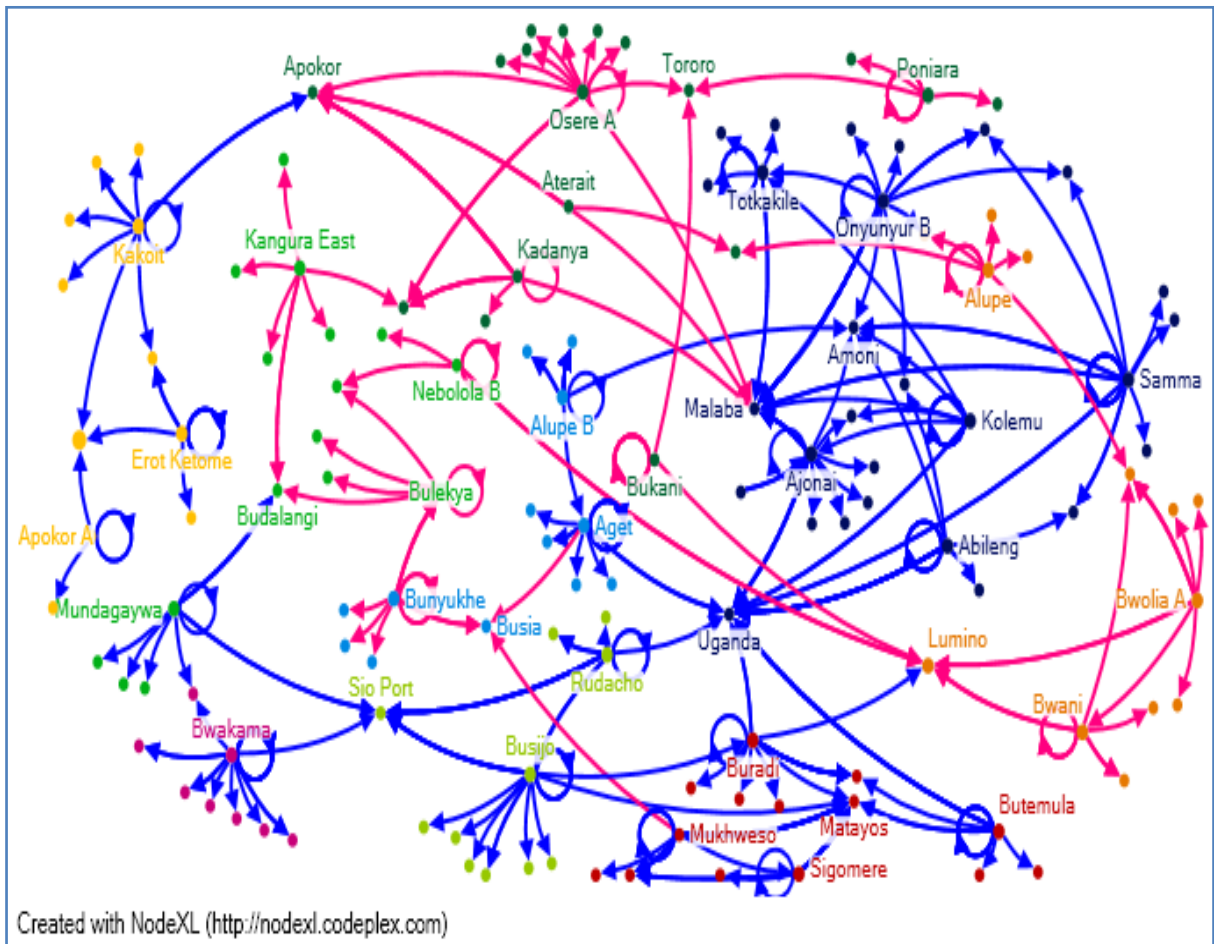 Apokor
Osere A
Tororo
Poniara
Totkakile
Aterait
Onyunyur B
Kakoit
Kangura East
Kadanya
Alupe
Amoni
Samma
Nebolola B
Alupe B
Malaba
Kolemu
Erot Ketome
Bukani
Ajonai
Bulekya
Budalangi
Apokor A
Aget
Abileng
Mundagaywa
Bunyukhe
Busia
Bwolia A
Uganda
Lumino
Rudacho
Sio Port
Bwani
Bwakama
Busijo
Buradi
Butemula
Mukhweso
Matayos
Sigomere
Created with NodeXL (http://nodexl.codeplex.com)